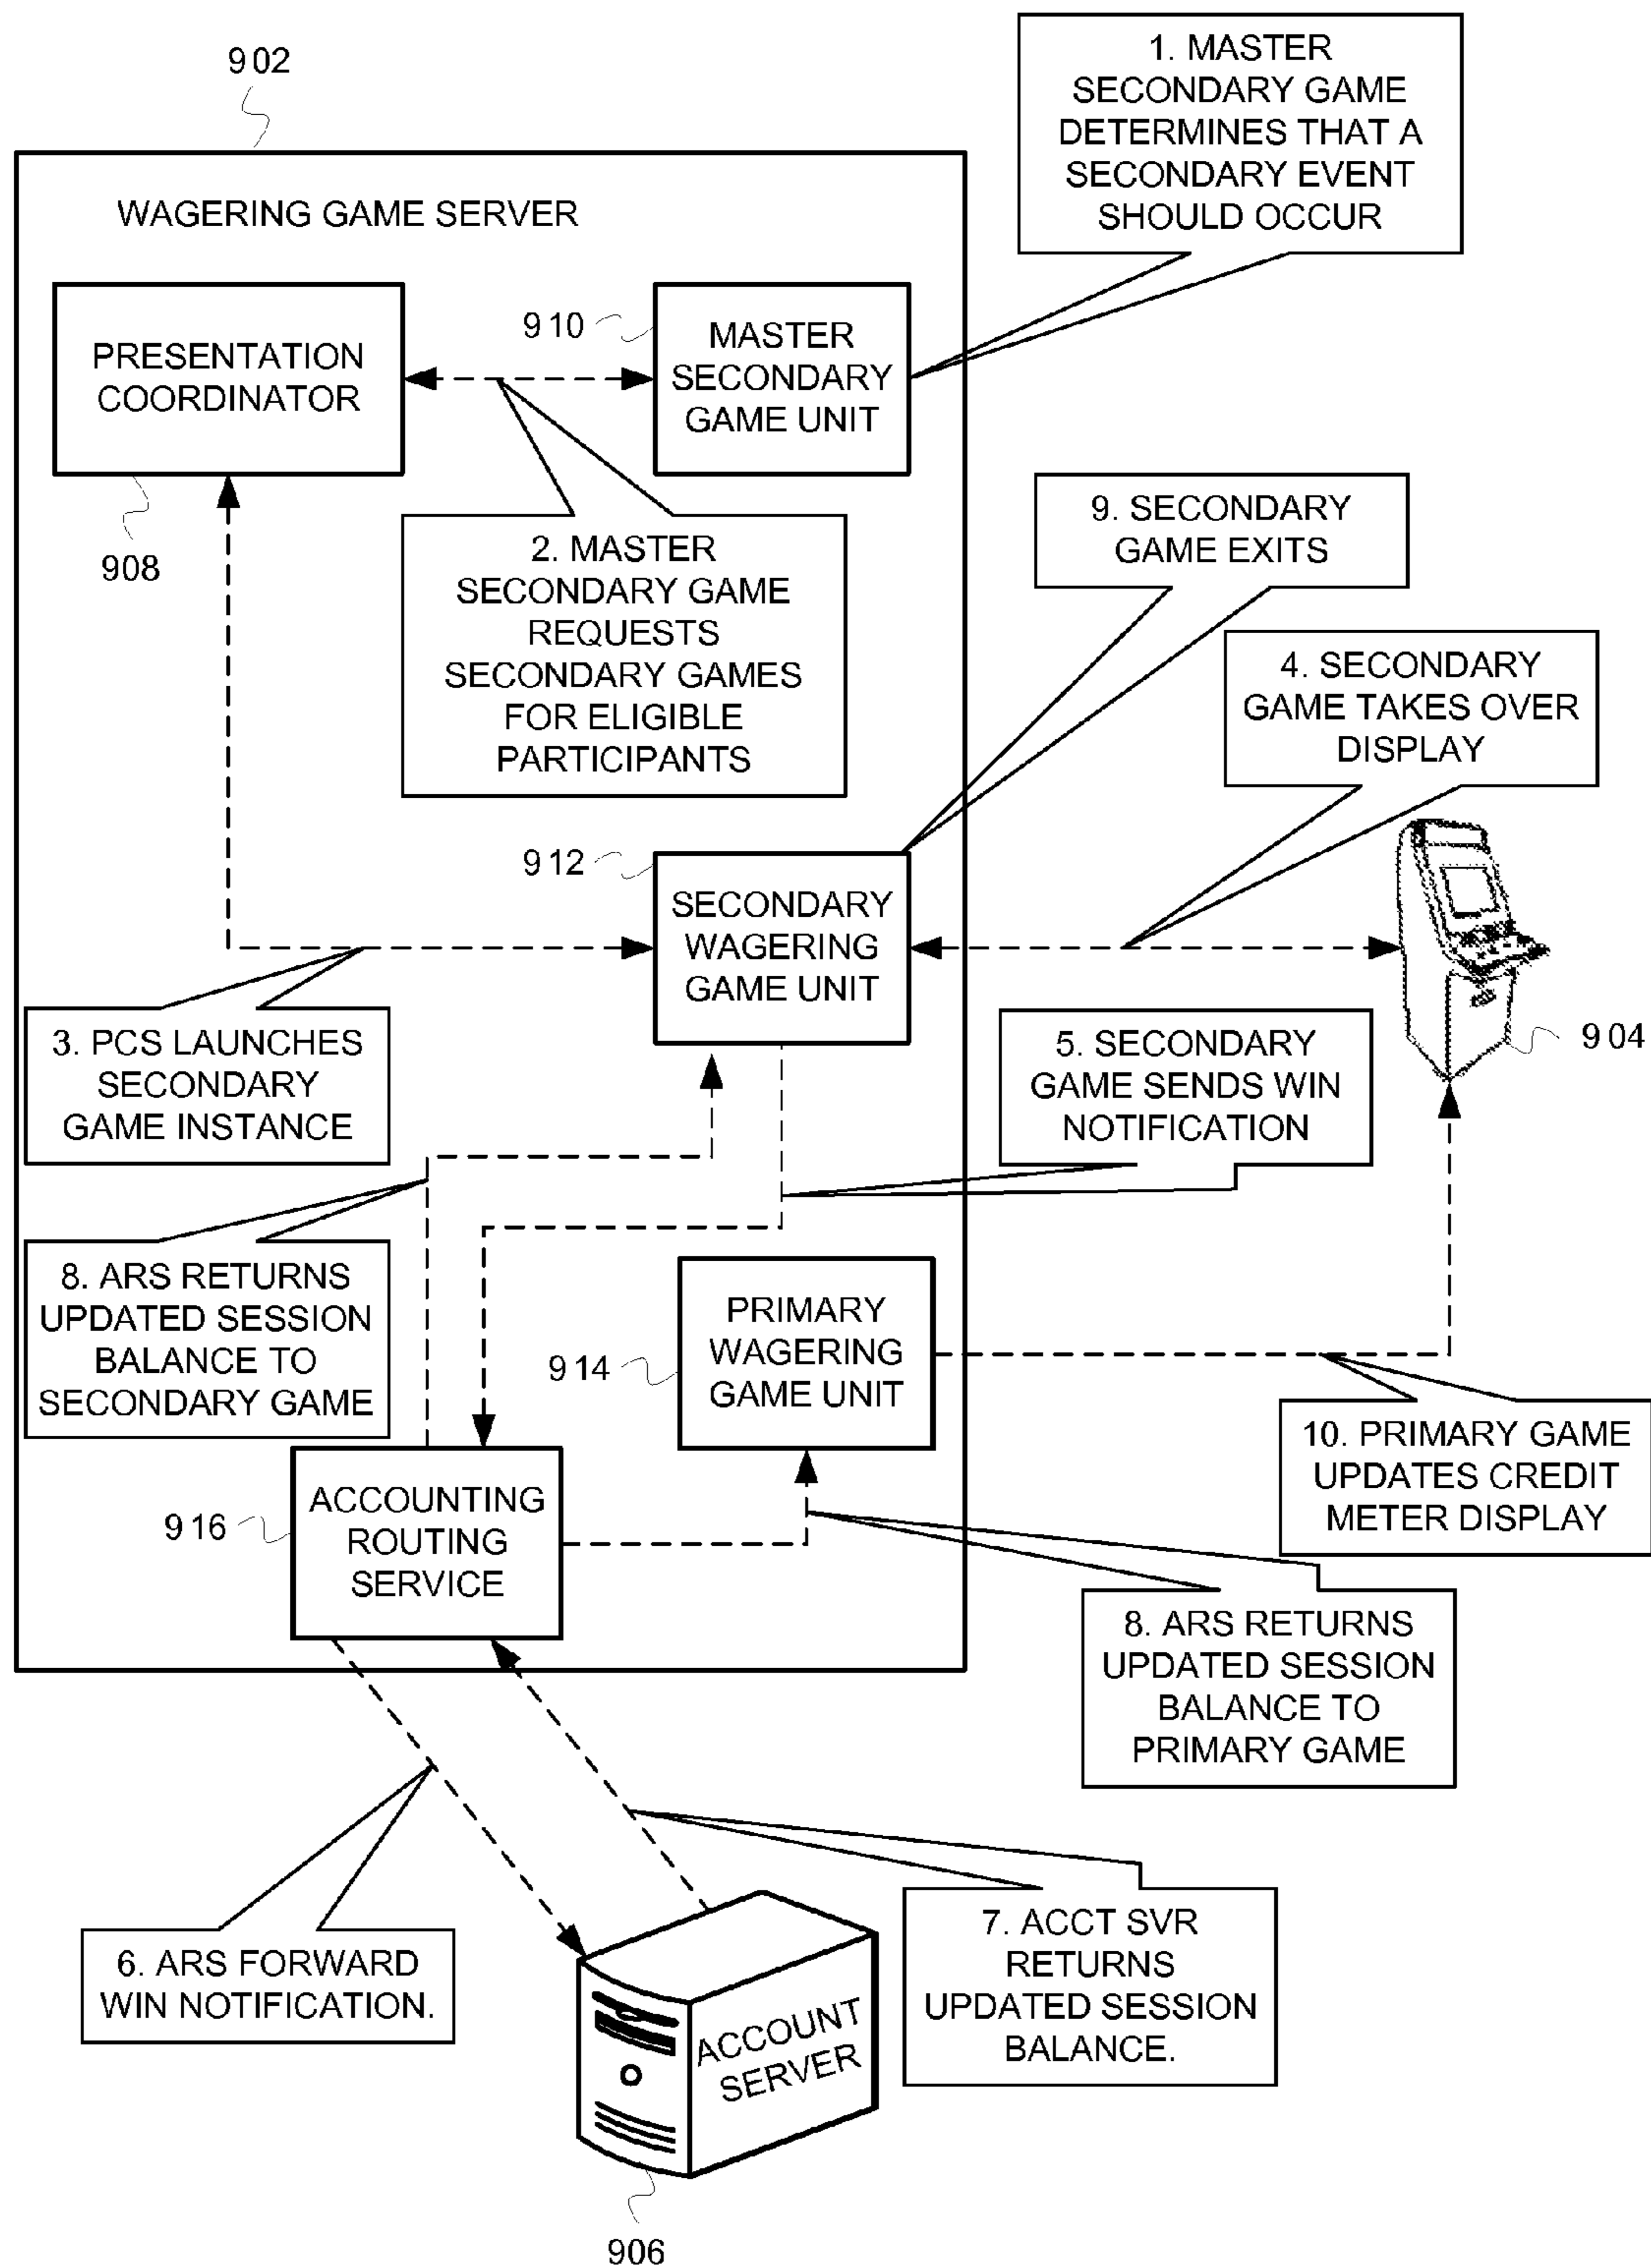 902
1. MASTER
SECONDARY GAME
DETERMINES THAT A
SECONDARY EVENT
SHOULD OCCUR
WAGERING GAME SERVER
PRESENTATION
COORDINATOR
908
910
MASTER
SECONDARY
GAME UNIT
2. MASTER
SECONDARY GAME
REQUESTS
SECONDARY GAMES
FOR ELIGIBLE
PARTICIPANTS
9. SECONDARY
GAME EXITS
4. SECONDARY
GAME TAKES OVER
DISPLAY
912
SECONDARY
WAGERING
GAME UNIT
904
3. PCS LAUNCHES
SECONDARY
GAME INSTANCE
5. SECONDARY
GAME SENDS WIN
NOTIFICATION
8. ARS RETURNS
UPDATED SESSION
BALANCE TO
SECONDARY GAME
914
PRIMARY
WAGERING
GAME UNIT
10. PRIMARY GAME
UPDATES CREDIT
METER DISPLAY
916
ACCOUNTING
ROUTING
SERVICE
8. ARS RETURNS
UPDATED SESSION
BALANCE TO
PRIMARY GAME
6. ARS FORWARD
WIN NOTIFICATION.
7. ACCT SVR
RETURNS
UPDATED SESSION
BALANCE.
ACCOUNT
SERVER
906